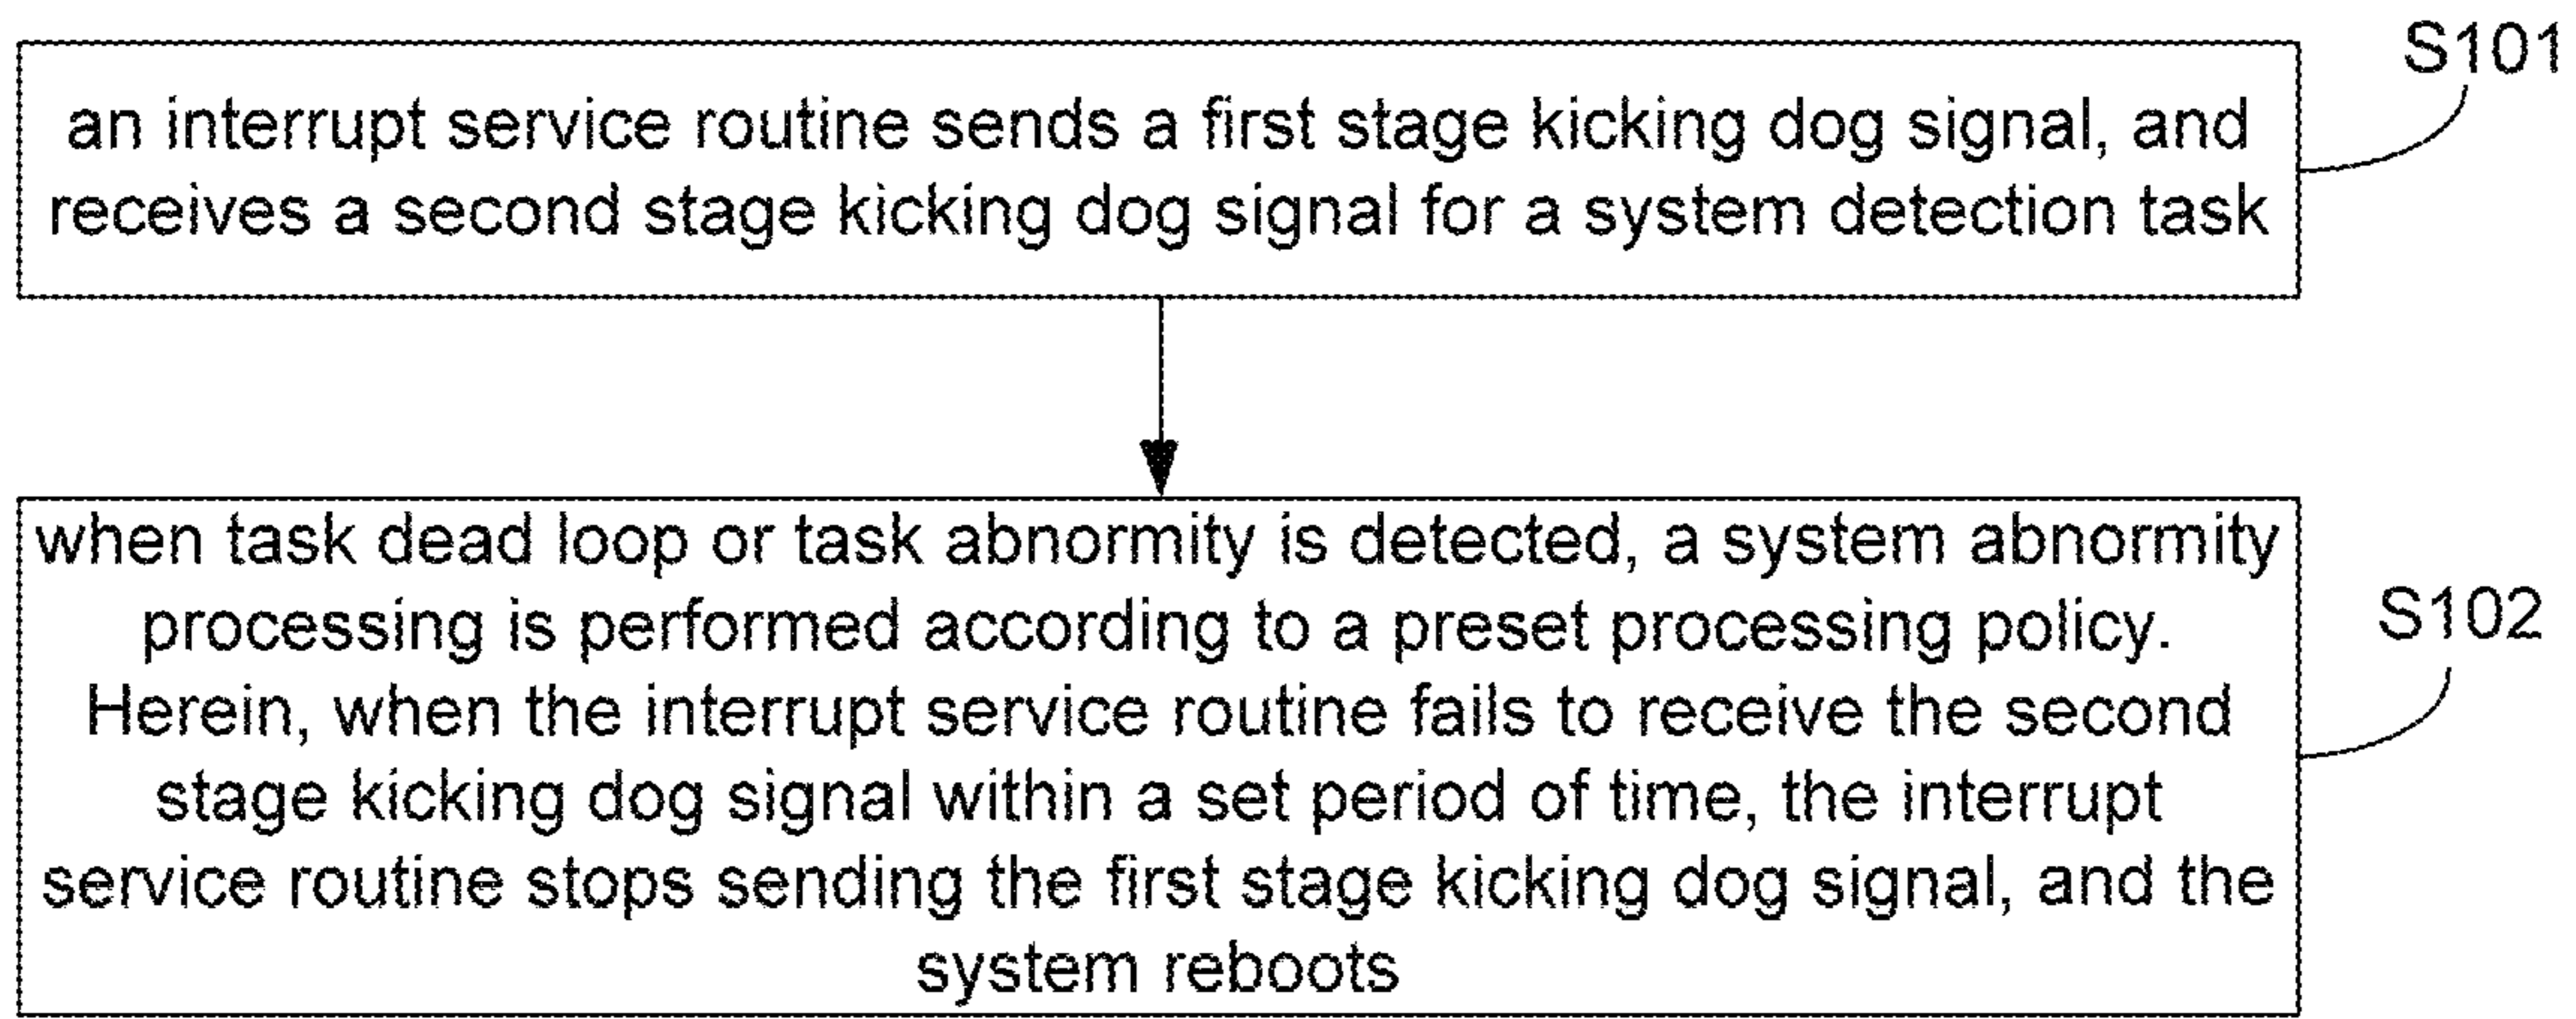 S101
an interrupt service routine sends a first stage kicking dog signal, and
receives a second stage kicking dog signal for a system detection task
when task dead loop or task abnormity is detected, a system abnormity
processing is performed according to a preset processing policy.
S102
Herein, when the interrupt service routine fails to receive the second
stage kicking dog signal within a set period of time, the interrupt
service routine stops sending the first stage kicking dog signal, and the
system reboots